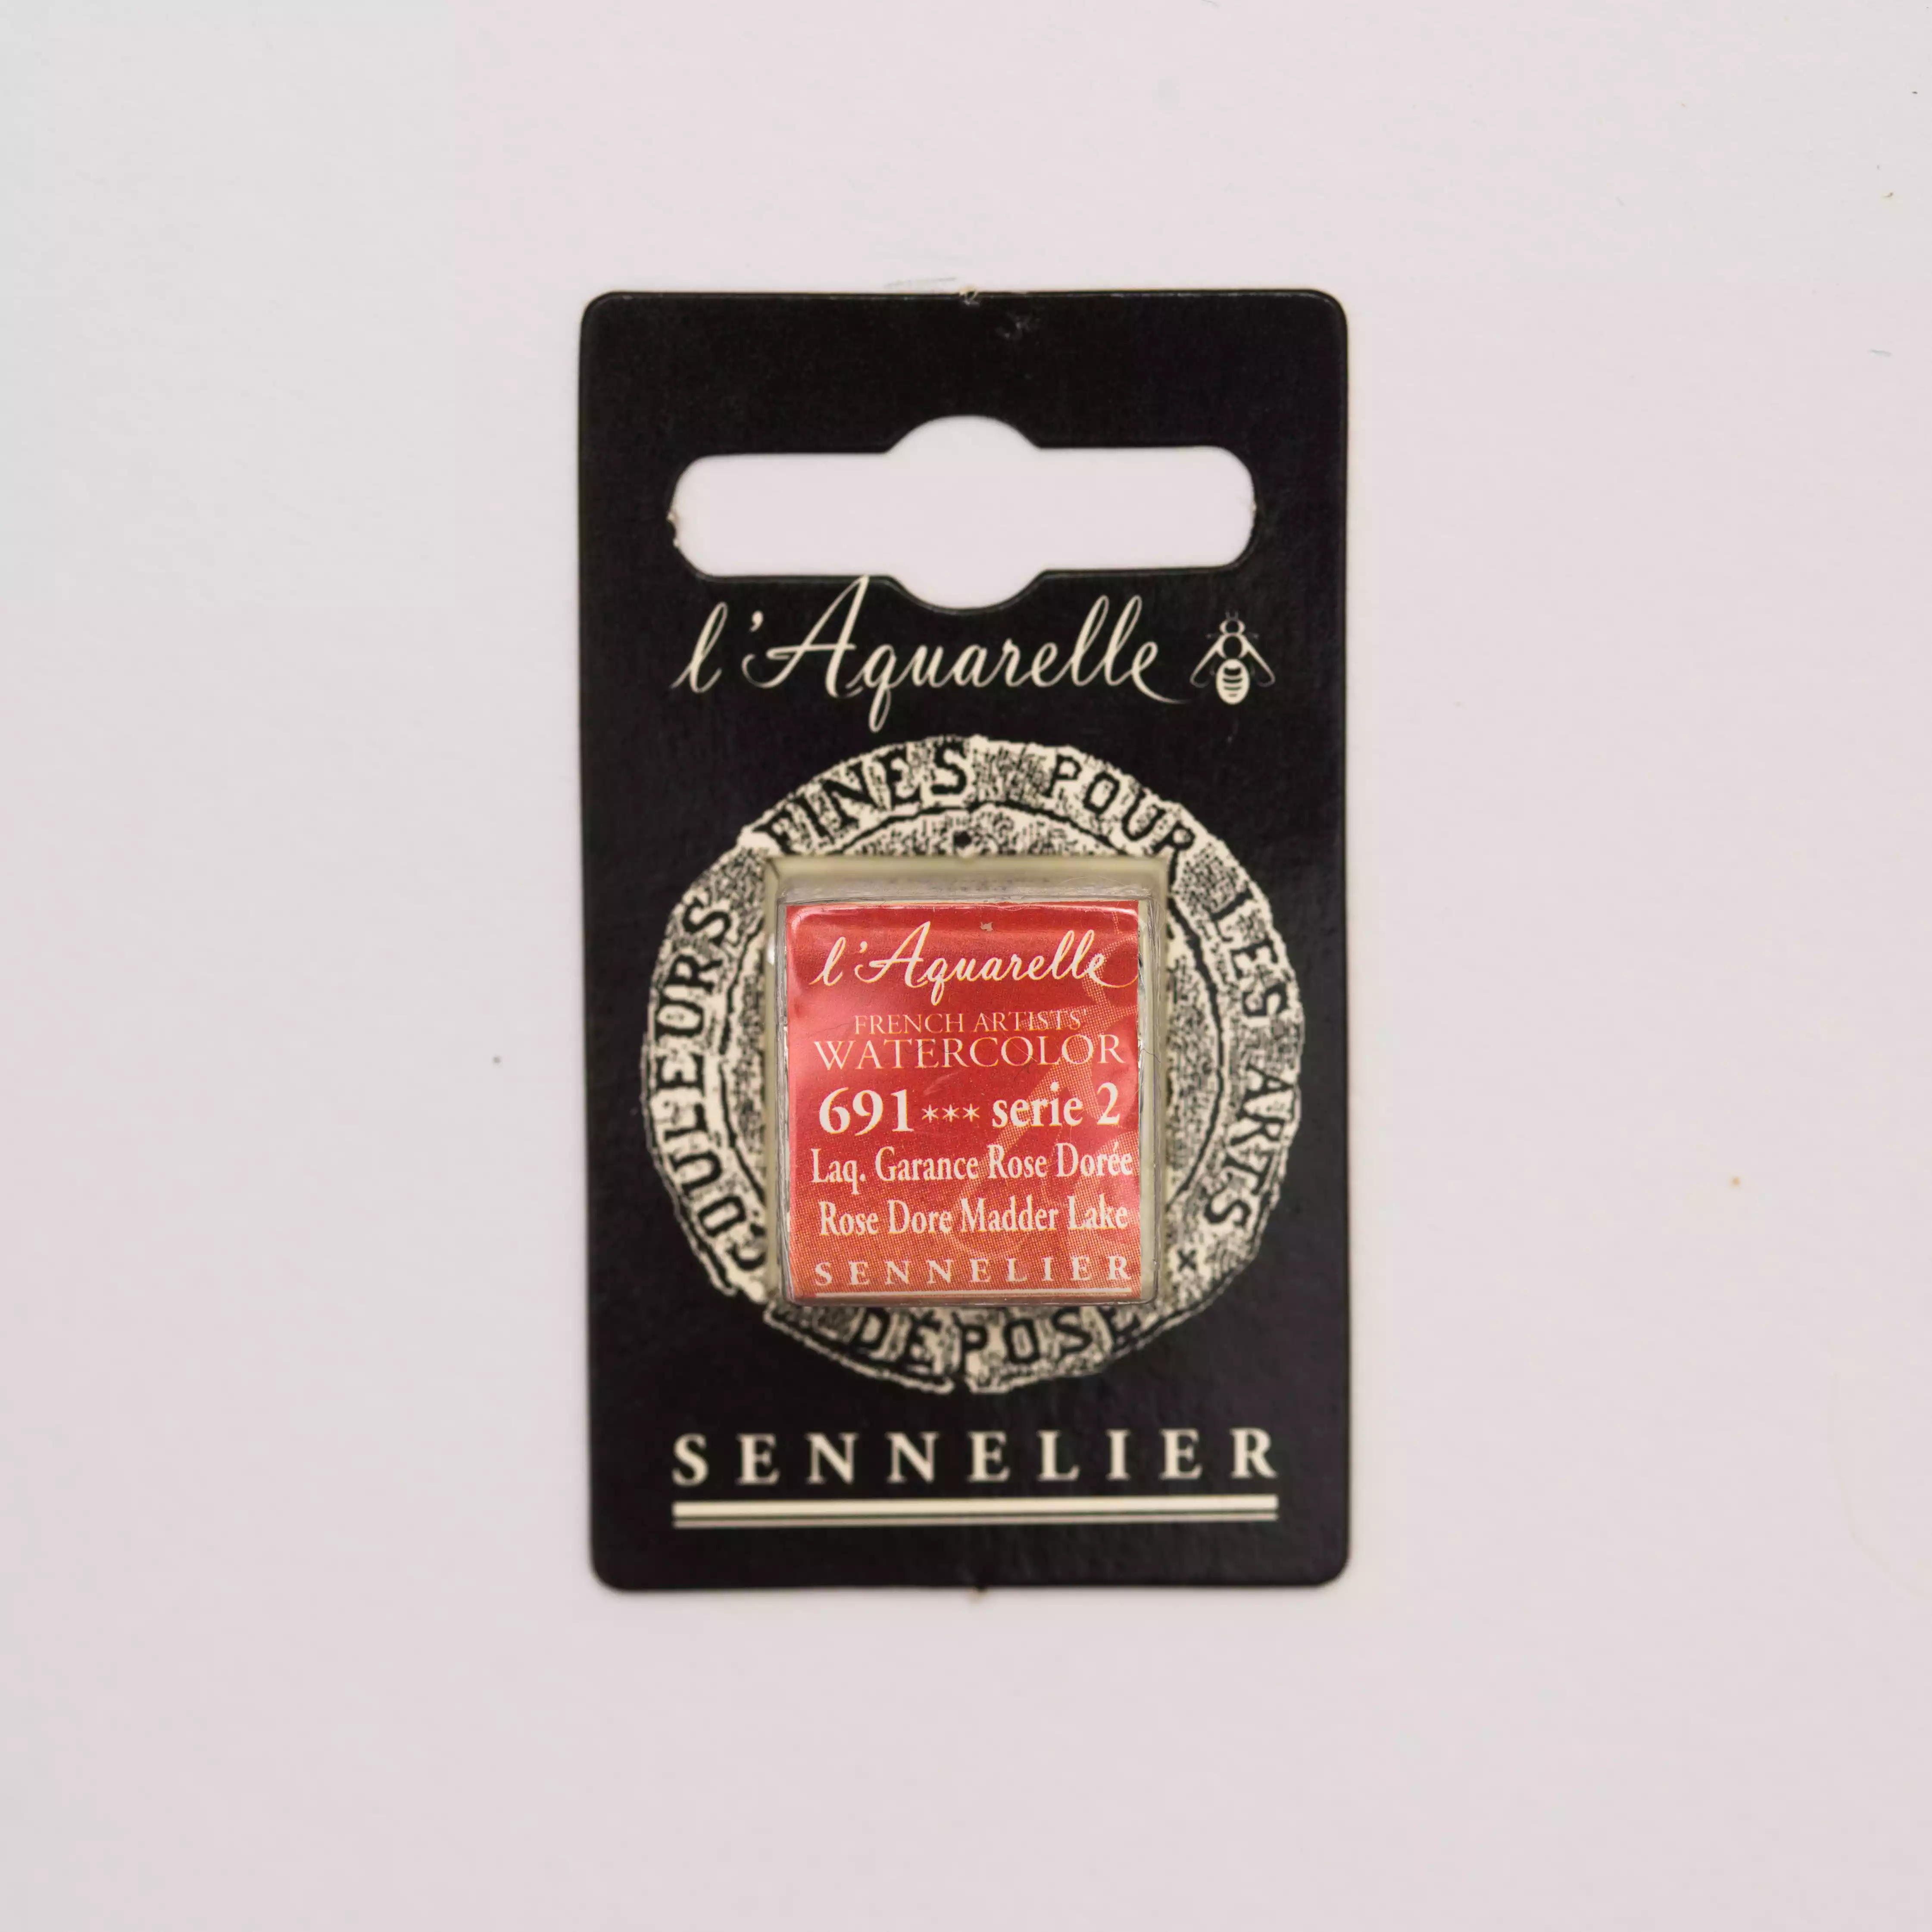 l'Aquarelle
COULEURS FINES POUR LES ARTS
l'Aquarelle
FRENCH ARTISTS'
WATERCOLOR
691*** serie 2
Laq. Garance Rose Dorée
Rose Dore Madder Lake
SENNELIER
DÉPOSÉ
SENNELIER